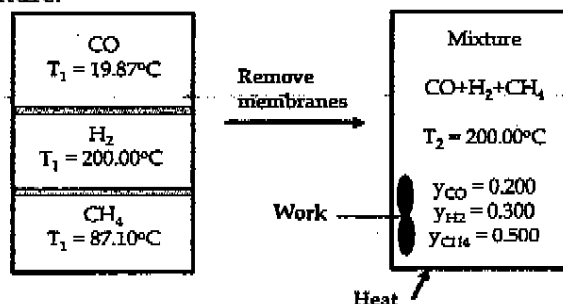 CO
T₁ = 19.87°C
H₂
T₁ = 200.00°C
CH₄
T₁ = 87.10°C
Remove
membranes
Mixture
CO+H₂+CH₄
T₂ = 200.00°C
y_CO = 0.200
y_H2 = 0.300
y_CH4 = 0.500
Work
Heat